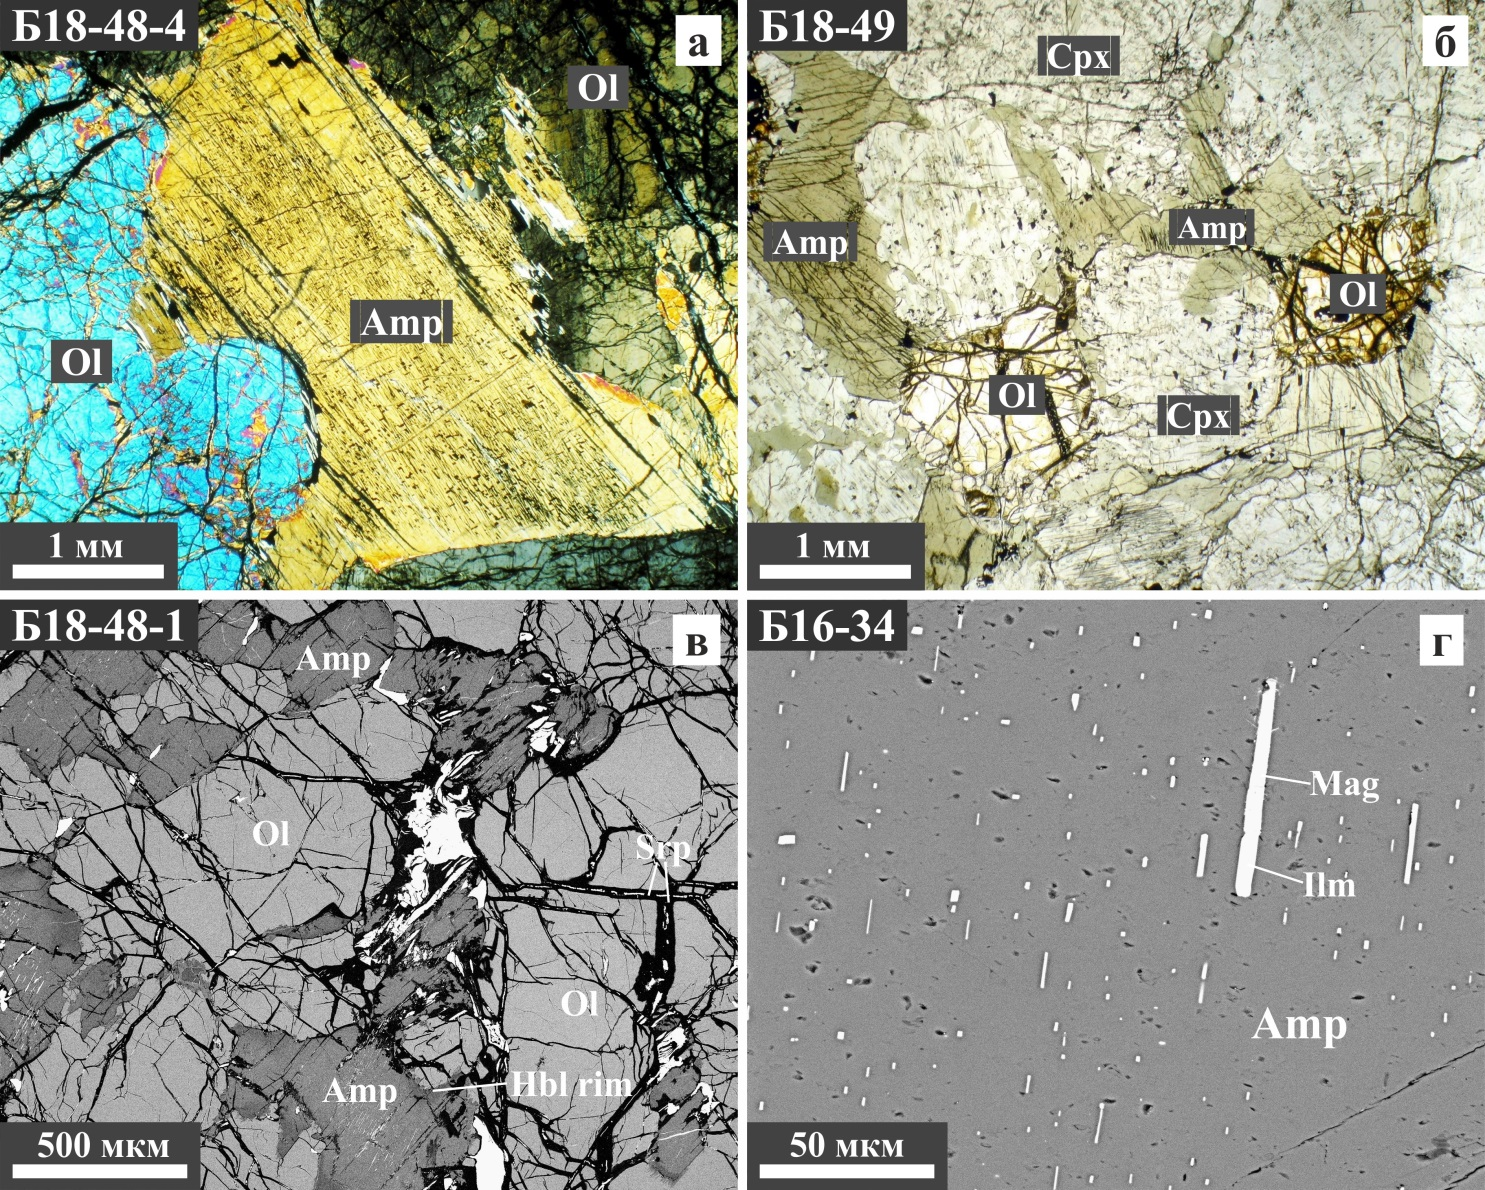 Б18-48-4
а
Ol
Amp
Ol
1 мм
Б18-49
б
Cpx
Amp
Amp
Ol
Ol
Cpx
1 мм
Б18-48-1
в
Amp
Ol
Srp
Ol
Amp
Hbl rim
500 мкм
Б16-34
г
Mag
Ilm
Amp
50 мкм